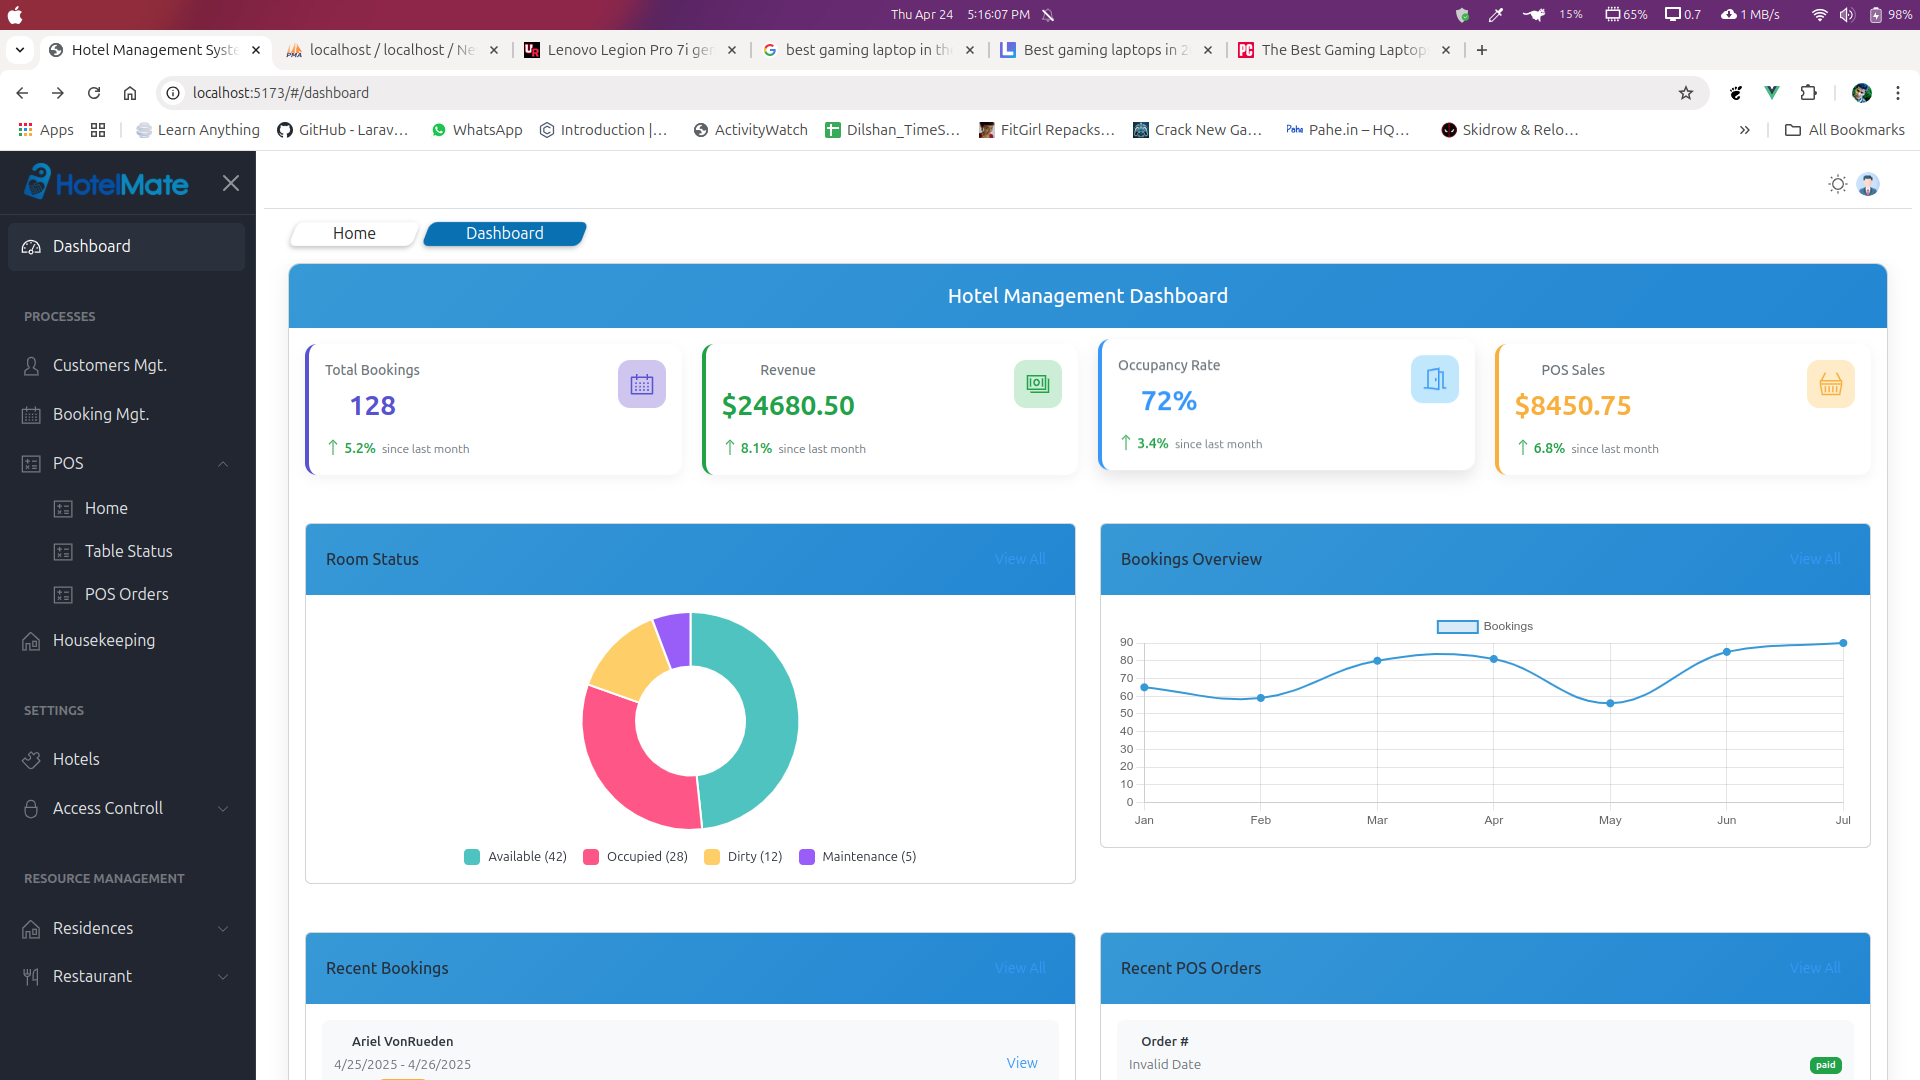 Thu Apr 24 5:16:07 PM
15% 65% 0.7 1 MB/s 98%
Hotel Management Syste
localhost / localhost / Ne
Lenovo Legion Pro 7i ger
best gaming laptop in th
Best gaming laptops in 2
The Best Gaming Laptop
localhost:5173/#/dashboard
Apps
Learn Anything
GitHub - Larav...
WhatsApp
Introduction |...
ActivityWatch
Dilshan_TimeS...
FitGirl Repacks...
Crack New Ga...
Pahe Pahe.in – HQ...
Skidrow & Relo...
All Bookmarks
HotelMate
Dashboard
PROCESSES
Customers Mgt.
Booking Mgt.
POS
Home
Table Status
POS Orders
Housekeeping
SETTINGS
Hotels
Access Controll
RESOURCE MANAGEMENT
Residences
Restaurant
Home
Dashboard
Hotel Management Dashboard
Total Bookings
128
5.2% since last month
Revenue
$24680.50
8.1% since last month
Occupancy Rate
72%
3.4% since last month
POS Sales
$8450.75
6.8% since last month
Room Status
View All
Available (42) Occupied (28) Dirty (12) Maintenance (5)
Bookings Overview
View All
Bookings
90
80
70
60
50
40
30
20
10
0
Jan Feb Mar Apr May Jun Jul
Recent Bookings
View All
Ariel VonRueden
4/25/2025 - 4/26/2025
View
Recent POS Orders
View All
Order #
Invalid Date
paid